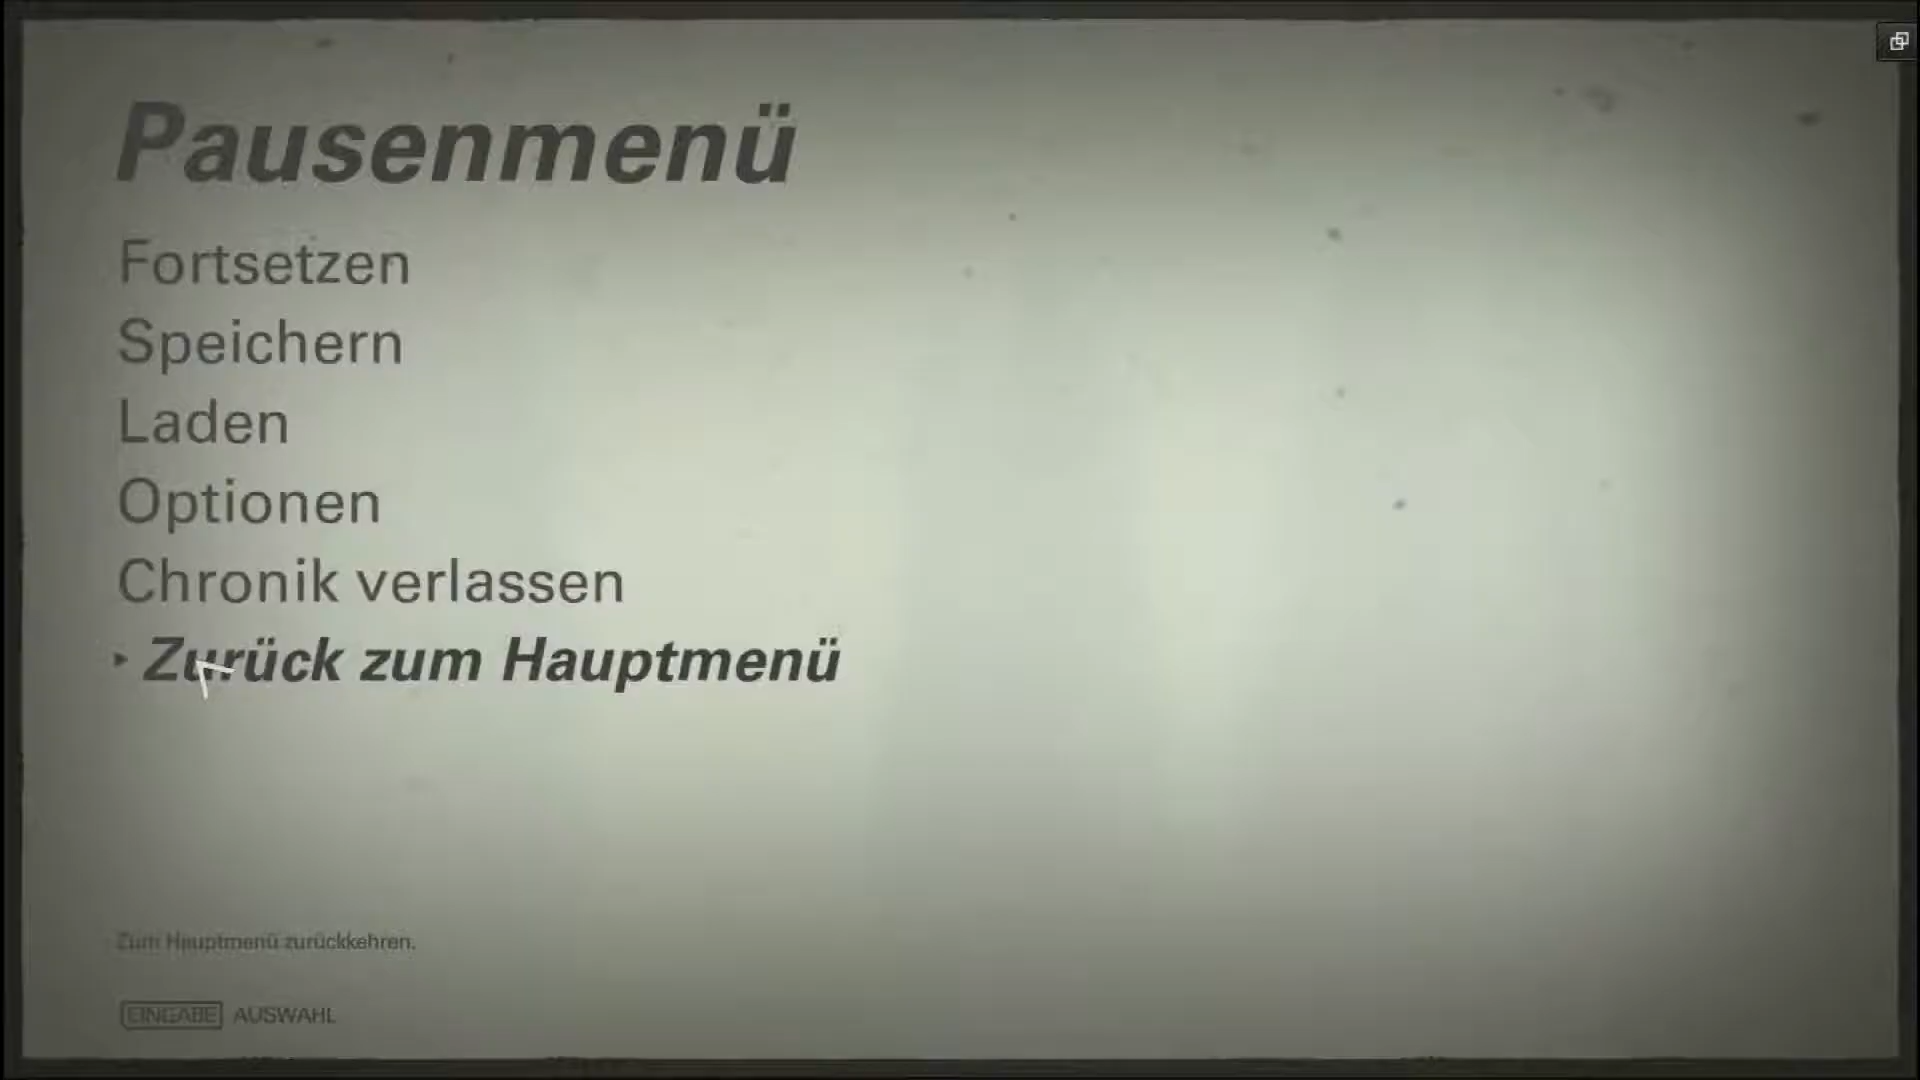 Pausenmenü
Fortsetzen
Speichern
Laden
Optionen
Chronik verlassen
Zurück zum Hauptmenü
Zum Hauptmenü zurückkehren.
EINGABE AUSWAHL